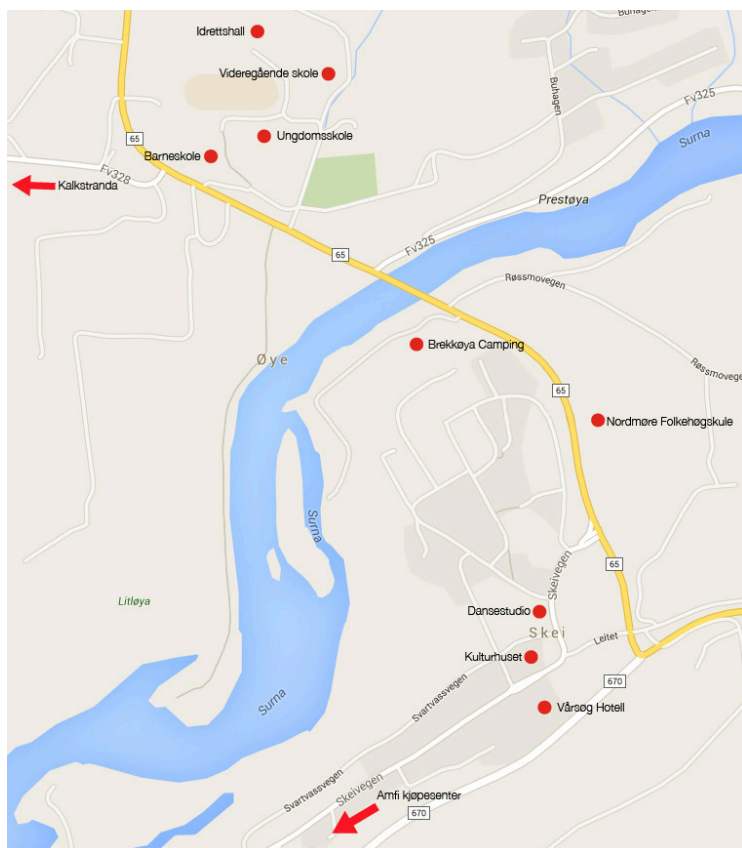 Idrettshall
Buhagen
Videregående skole
Buhagen
Fv325
65
Ungdomsskole
Surna
Barneskole
Fv328
Kalkstranda
Prestøya
Fv325
65
Røssmovegen
Øye
Brekkøya Camping
Røssmovegen
65
Nordmøre Folkehøgskule
Surna
Skeivegen
65
Litløya
Dansestudio
Skei
Leitet
Kulturhuset
670
Surna
Svartvassvegen
Vårsøg Hotell
Skeivegen
Svartvassvegen
Amfi kjøpesenter
670